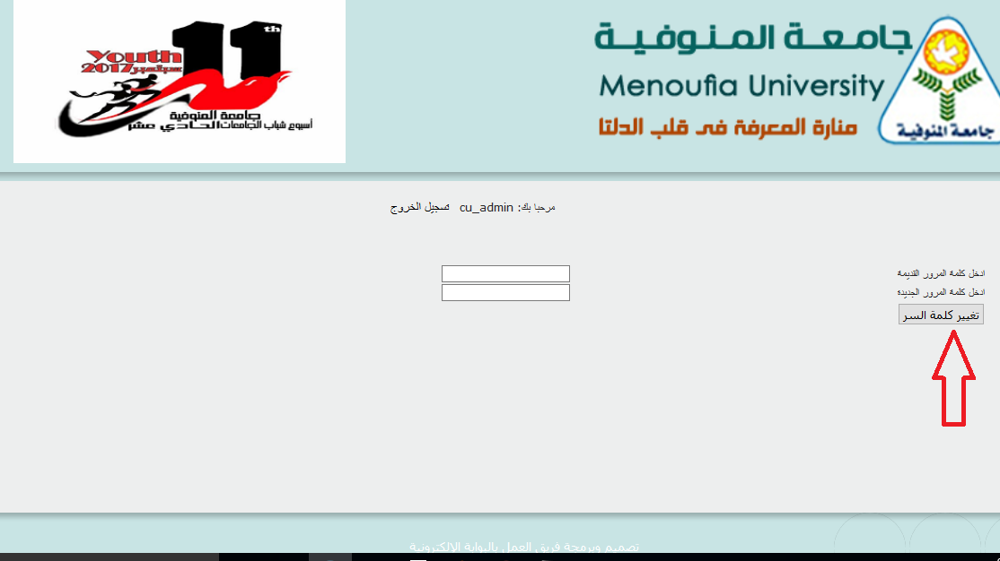 جامعة المنوفية
Menoufia University
منارة المعرفة فى قلب الدلتا
جامعة المنوفية
11th
Youth
سبتمبر 2017
جامعة المنوفية
أسبوع شباب الجامعات الحادي عشر
مرحبا بك: cu_admin تسجيل الخروج
ادخل كلمة المرور القديمة
ادخل كلمة المرور الجديدة
تغيير كلمة السر
تصميم وبرمجة فريق العمل بالبوابة الإلكترونية